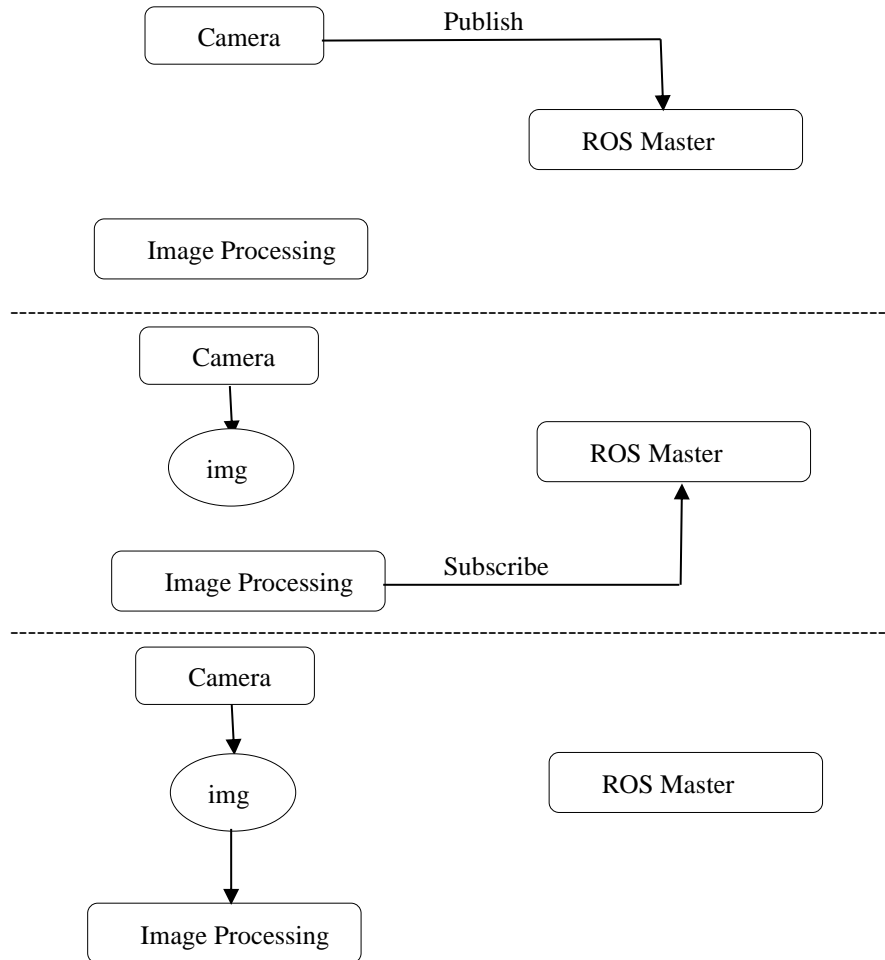 Camera
Publish
ROS Master
Image Processing
Camera
img
ROS Master
Image Processing
Subscribe
Camera
img
ROS Master
Image Processing